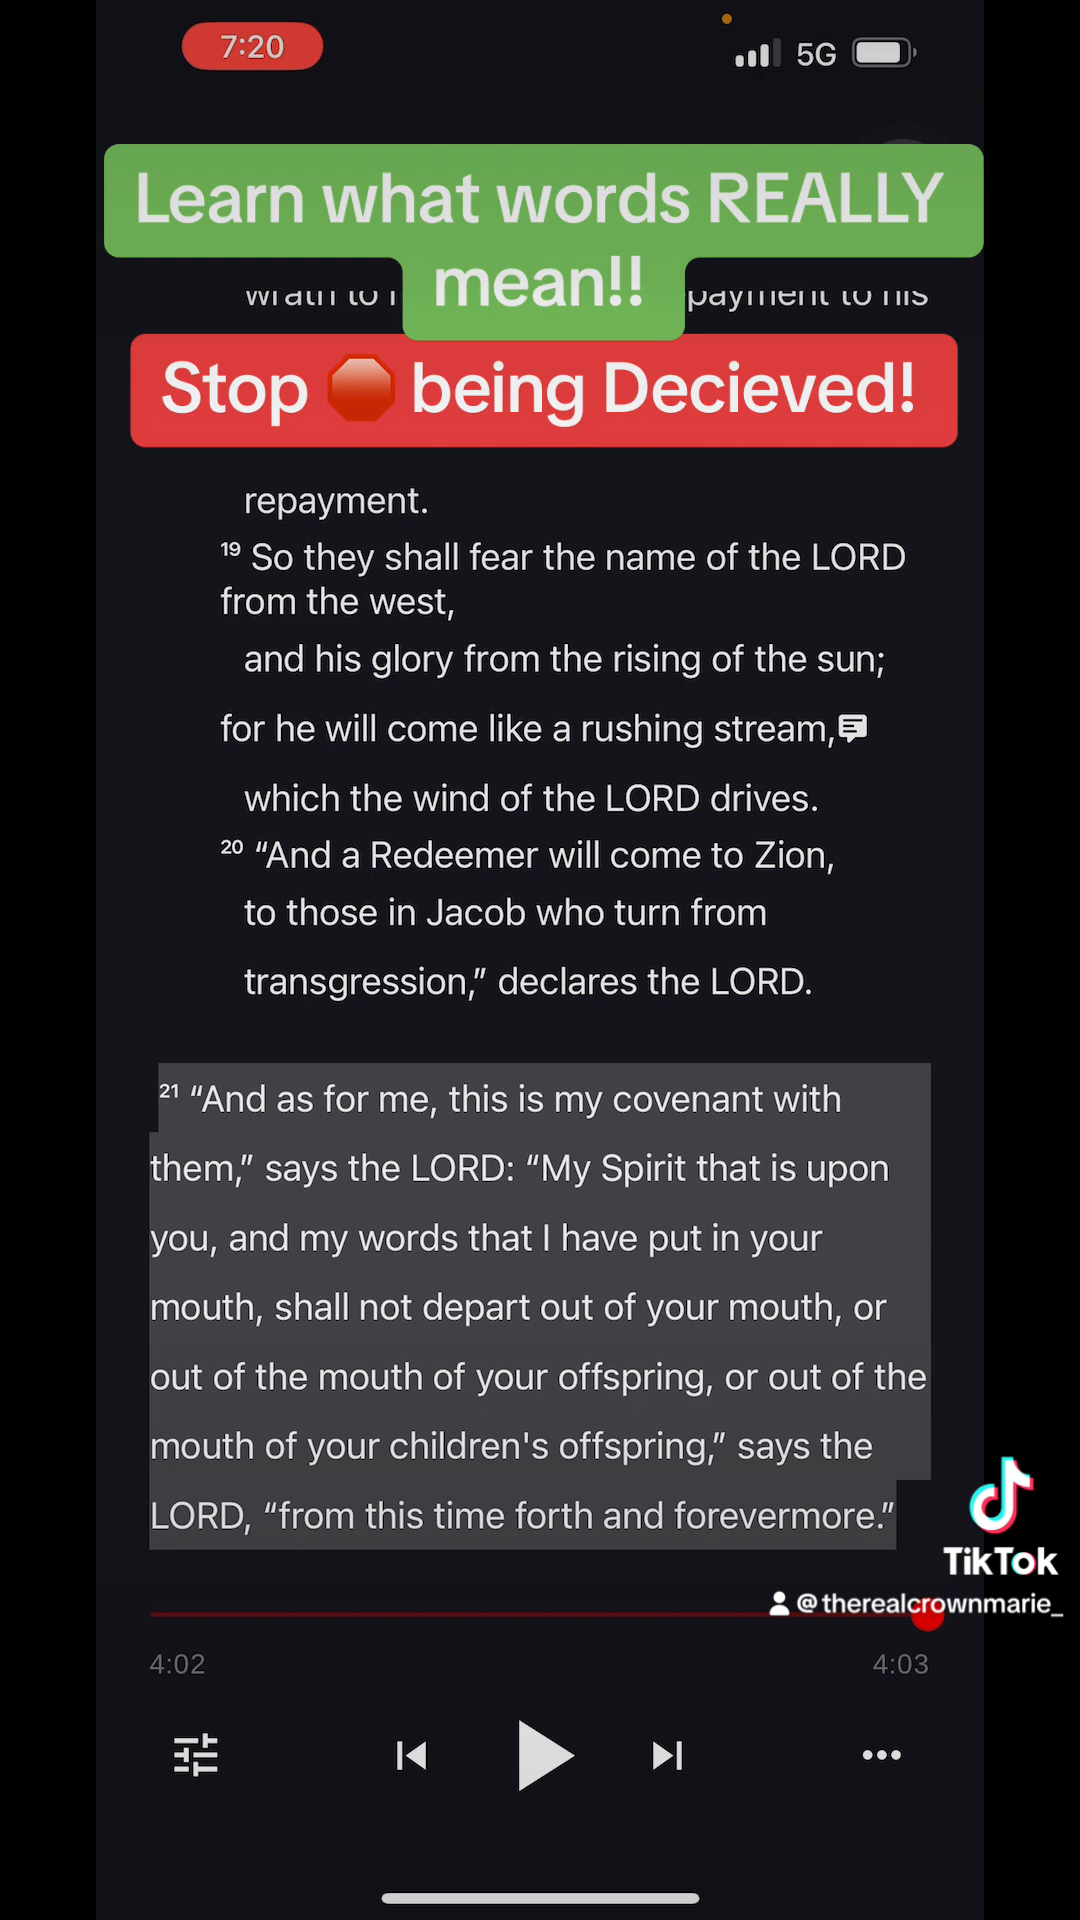 7:20
5G
Learn what words REALLY
mean!!
wrath to payment to his
Stop 🛑 being Decieved!
repayment.
19 So they shall fear the name of the LORD
from the west,
and his glory from the rising of the sun;
for he will come like a rushing stream,
which the wind of the LORD drives.
20 “And a Redeemer will come to Zion,
to those in Jacob who turn from
transgression,” declares the LORD.
21 “And as for me, this is my covenant with
them,” says the LORD: “My Spirit that is upon
you, and my words that I have put in your
mouth, shall not depart out of your mouth, or
out of the mouth of your offspring, or out of the
mouth of your children's offspring,” says the
LORD, “from this time forth and forevermore.”
TikTok
@therealcrownmarie_
4:02
4:03